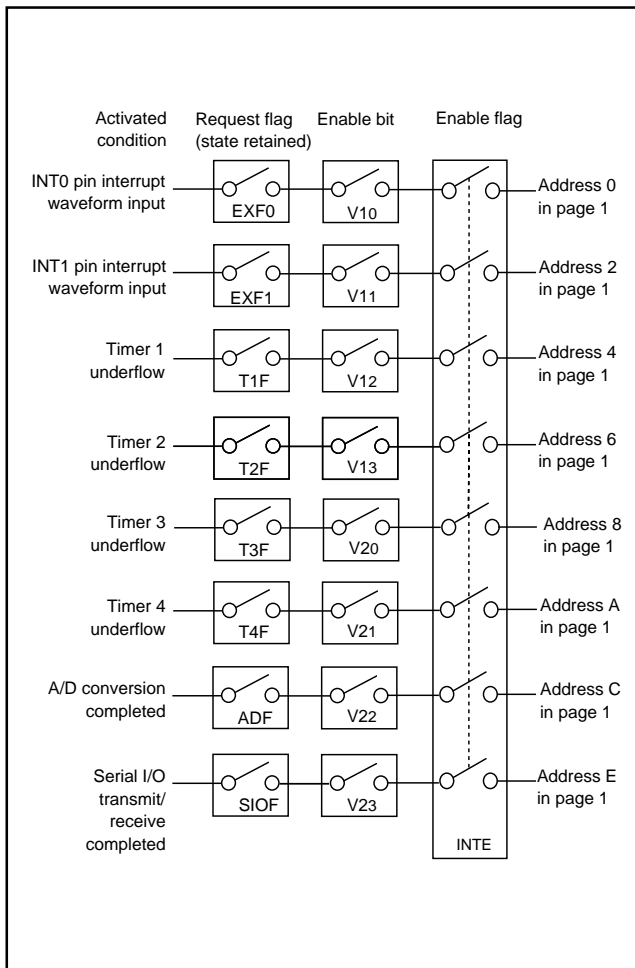 Activated
condition
Request flag
(state retained)
Enable bit
Enable flag
INT0 pin interrupt
waveform input
EXF0
V10
Address 0
in page 1
INT1 pin interrupt
waveform input
EXF1
V11
Address 2
in page 1
Timer 1
underflow
T1F
V12
Address 4
in page 1
Timer 2
underflow
T2F
V13
Address 6
in page 1
Timer 3
underflow
T3F
V20
Address 8
in page 1
Timer 4
underflow
T4F
V21
Address A
in page 1
A/D conversion
completed
ADF
V22
Address C
in page 1
Serial I/O
transmit/
receive
completed
SIOF
V23
Address E
in page 1
INTE